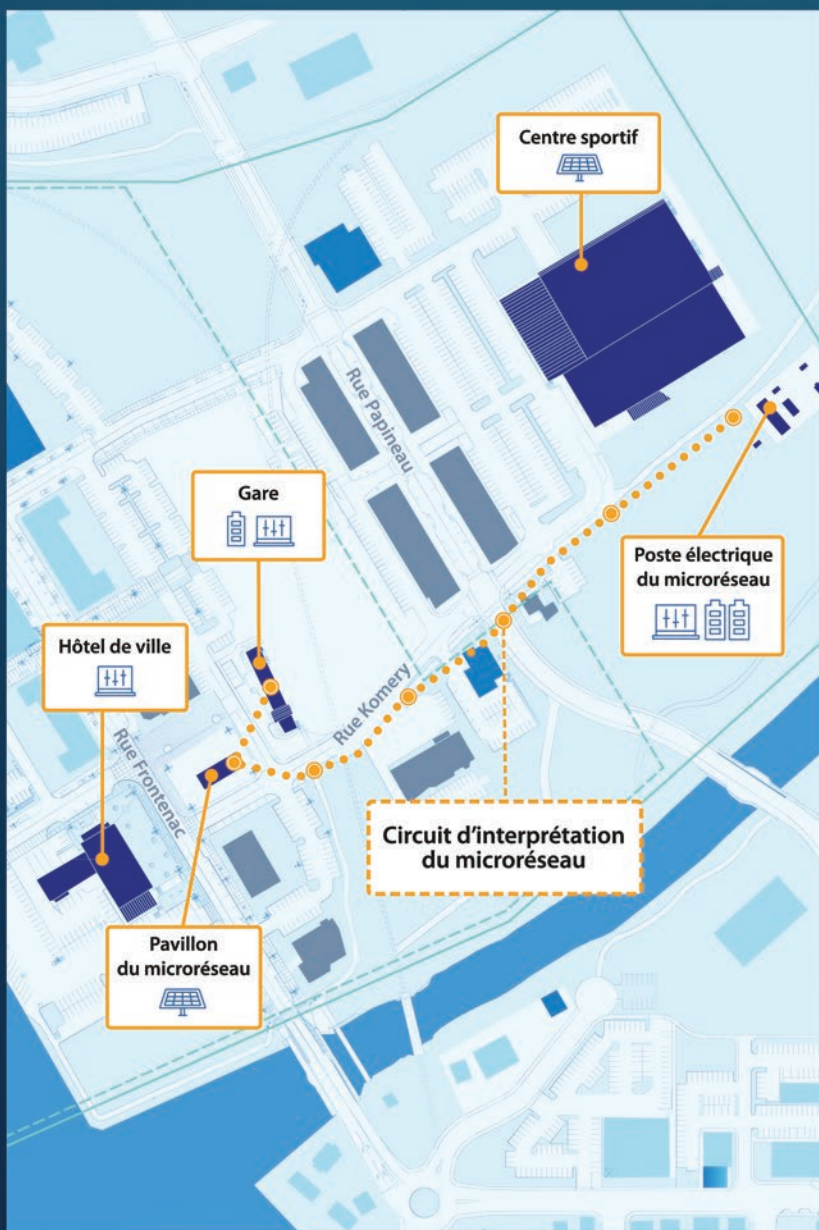 Centre sportif
Rue Papineau
Gare
Poste électrique
du microréseau
Hôtel de ville
Rue Komery
Rue Frontenac
Circuit d'interprétation
du microréseau
Pavillon
du microréseau